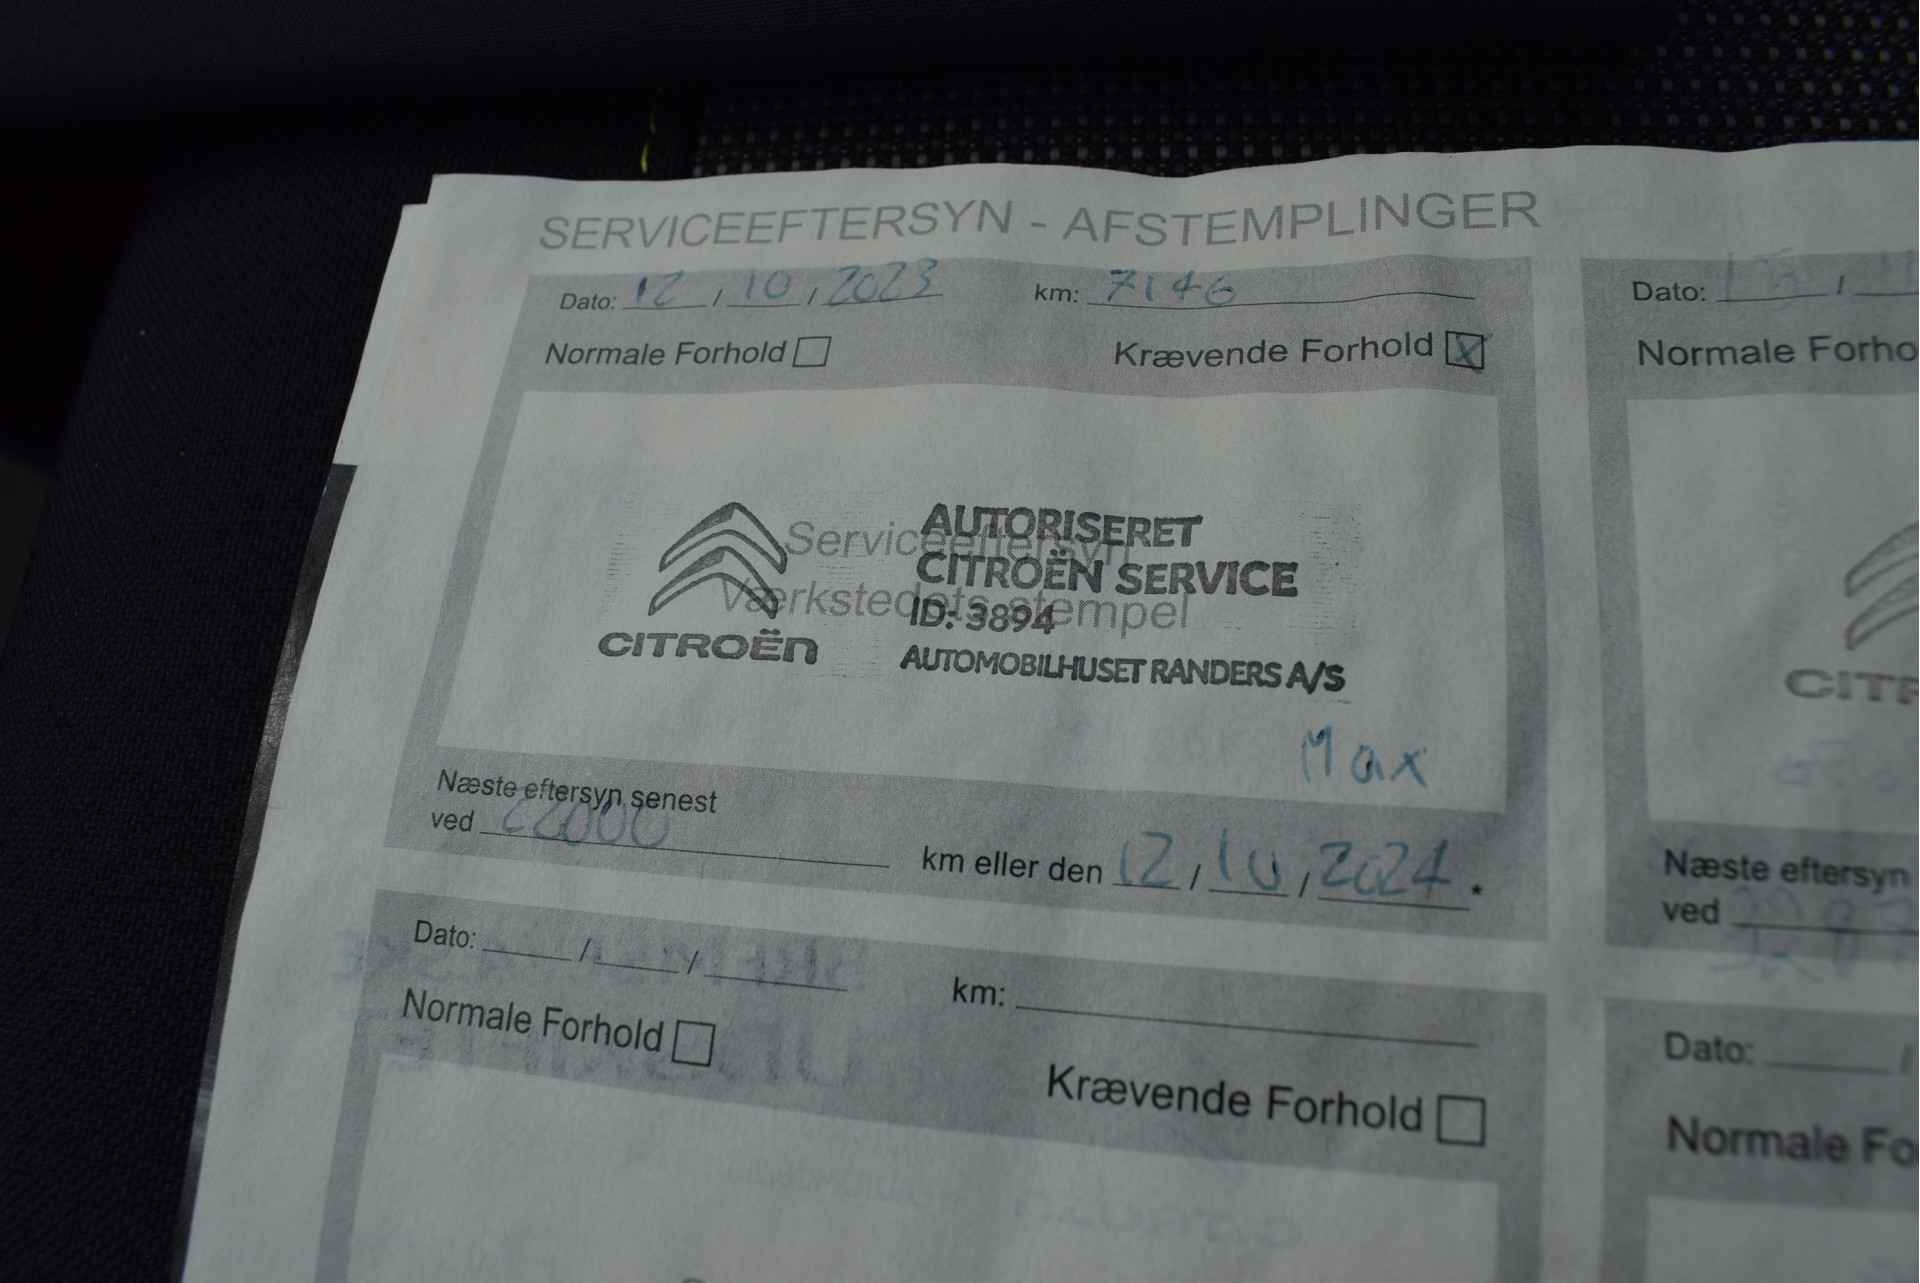 SERVICEEFTERSYN - AFSTEMPLINGER
Dato: 12 / 10 / 2023 km: 7146
Normale Forhold Krævende Forhold X
Serviceeftersyn
Værkstedets stempel
AUTORISERET
CITROËN SERVICE
ID: 3894
CITROËN
AUTOMOBILHUSET RANDERS A/S
Max
Næste eftersyn senest
ved 22000 km eller den 12 / 10 / 2024 *
Dato: / / km:
Normale Forhold Krævende Forhold
Dato: /
Normale Forho
CITR
Næste eftersyn
ved
Dato: /
Normale Fo